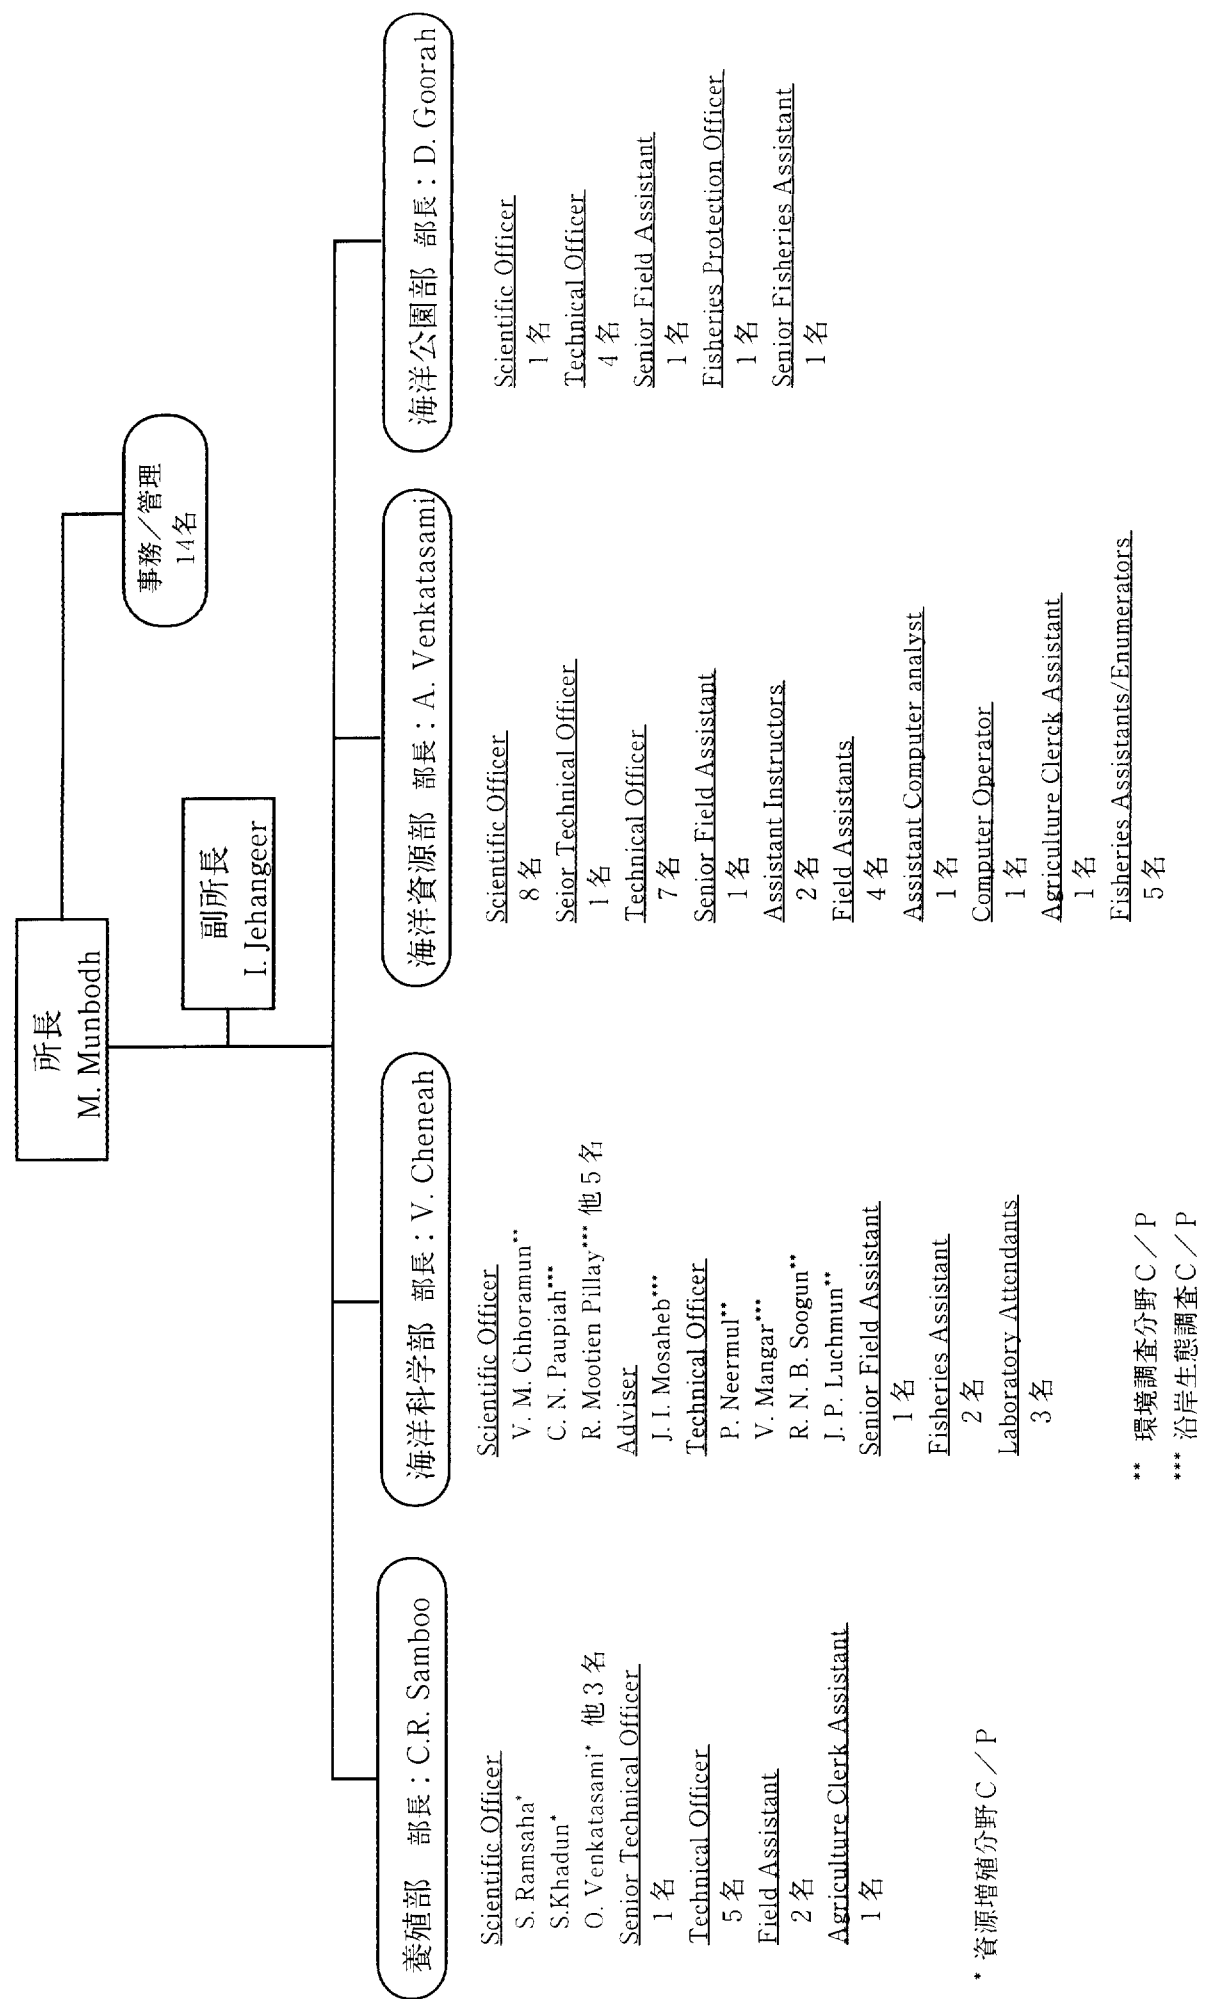 所長
M. Munbodh
副所長
I. Jehangeer
事務／管理
14名
養殖部 部長：C.R. Samboo
Scientific Officer
S. Ramsaha*
S.Khadun*
O. Venkatasami* 他3名
Senior Technical Officer
1名
Technical Officer
5名
Field Assistant
2名
Agriculture Clerk Assistant
1名
* 資源増殖分野C／P
海洋科学部 部長：V. Cheneah
Scientific Officer
V. M. Chhoramun**
C. N. Paupiah***
R. Mootien Pillay*** 他5名
Adviser
J. I. Mosaheb***
Technical Officer
P. Neermul**
V. Mangar***
R. N. B. Soogun**
J. P. Luchmun**
Senior Field Assistant
1名
Fisheries Assistant
2名
Laboratory Attendants
3名
** 環境調査分野C／P
*** 沿岸生態調査C／P
海洋資源部 部長：A. Venkatasami
Scientific Officer
8名
Senior Technical Officer
1名
Technical Officer
7名
Senior Field Assistant
1名
Assistant Instructors
2名
Field Assistants
4名
Assistant Computer analyst
1名
Computer Operator
1名
Agriculture Clerck Assistant
1名
Fisheries Assistants/Enumerators
5名
海洋公園部 部長：D. Goorah
Scientific Officer
1名
Technical Officer
4名
Senior Field Assistant
1名
Fisheries Protection Officer
1名
Senior Fisheries Assistant
1名